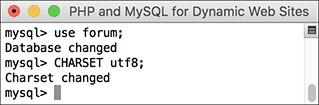 PHP and MySQL for Dynamic Web Sites
mysql> use forum;
Database changed
mysql> CHARSET utf8;
Charset changed
mysql>